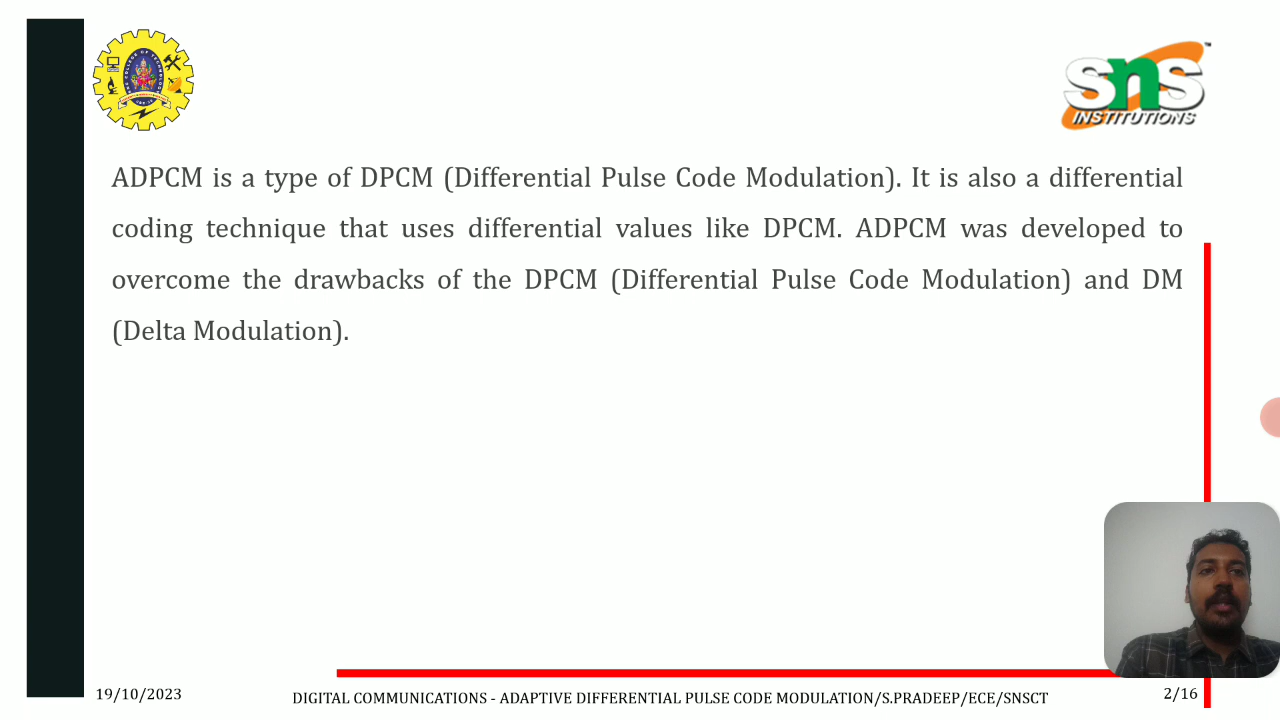 SNS
INSTITUTIONS
ADPCM is a type of DPCM (Differential Pulse Code Modulation). It is also a differential
coding technique that uses differential values like DPCM. ADPCM was developed to
overcome the drawbacks of the DPCM (Differential Pulse Code Modulation) and DM
(Delta Modulation).
19/10/2023
DIGITAL COMMUNICATIONS - ADAPTIVE DIFFERENTIAL PULSE CODE MODULATION/S.PRADEEP/ECE/SNSCT
2/16